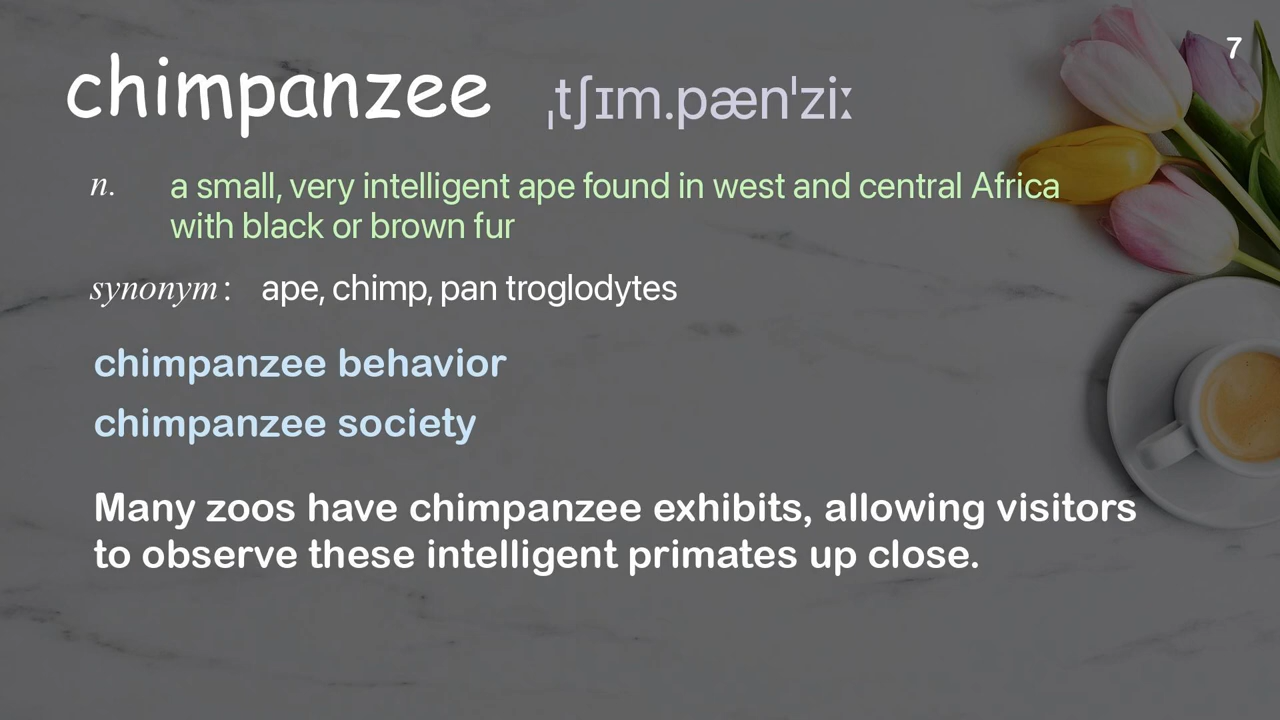 7
chimpanzee ˌtʃɪm.pænˈziː
n. a small, very intelligent ape found in west and central Africa
with black or brown fur
synonym: ape, chimp, pan troglodytes
chimpanzee behavior
chimpanzee society
Many zoos have chimpanzee exhibits, allowing visitors
to observe these intelligent primates up close.